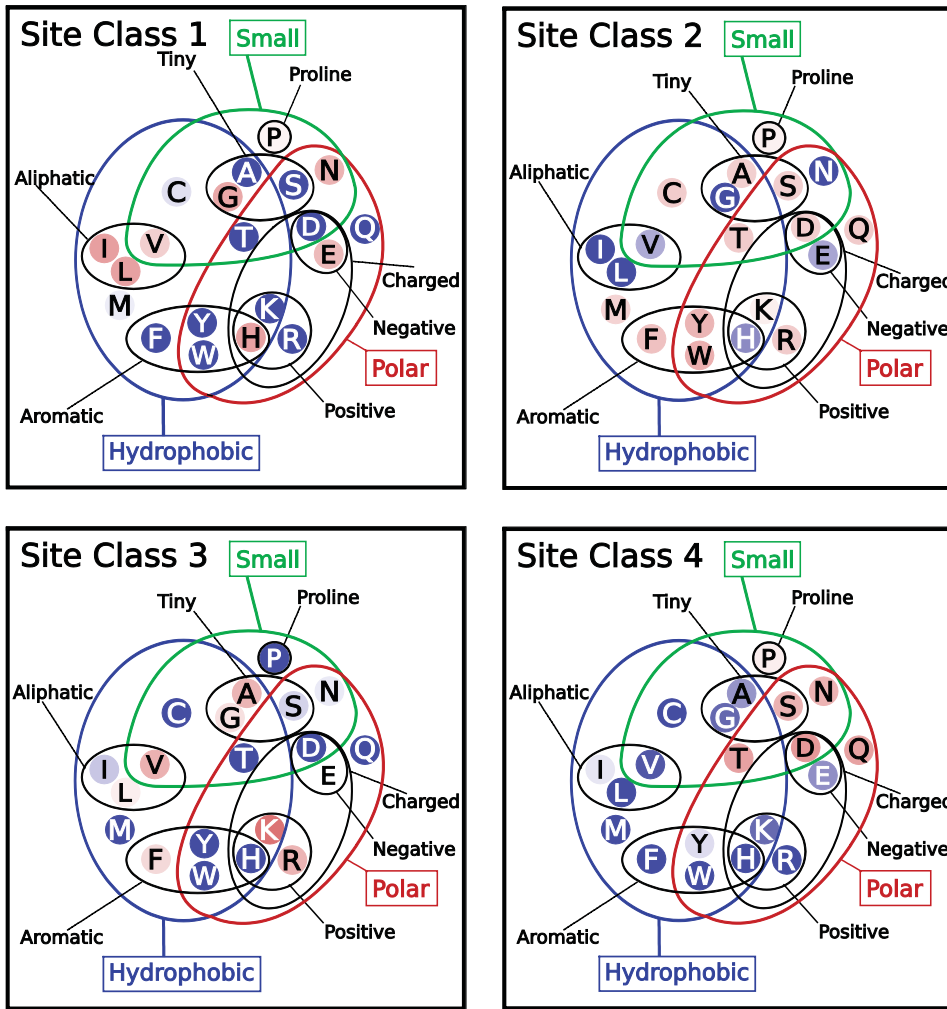 Site Class 1
Small
Tiny
Proline
P
Aliphatic
C
A
G
S
N
T
D
Q
I
V
L
E
Charged
M
K
Negative
F
Y
W
H
R
Polar
Aromatic
Positive
Hydrophobic
Site Class 2
Small
Tiny
Proline
P
Aliphatic
C
A
G
S
N
T
D
Q
I
V
L
E
Charged
M
K
Negative
F
Y
W
H
R
Polar
Aromatic
Positive
Hydrophobic
Site Class 3
Small
Tiny
Proline
P
Aliphatic
C
A
G
S
N
T
D
Q
I
V
L
E
Charged
M
K
Negative
F
Y
W
H
R
Polar
Aromatic
Positive
Hydrophobic
Site Class 4
Small
Tiny
Proline
P
Aliphatic
C
A
G
S
N
T
D
Q
I
V
L
E
Charged
M
K
Negative
F
Y
W
H
R
Polar
Aromatic
Positive
Hydrophobic